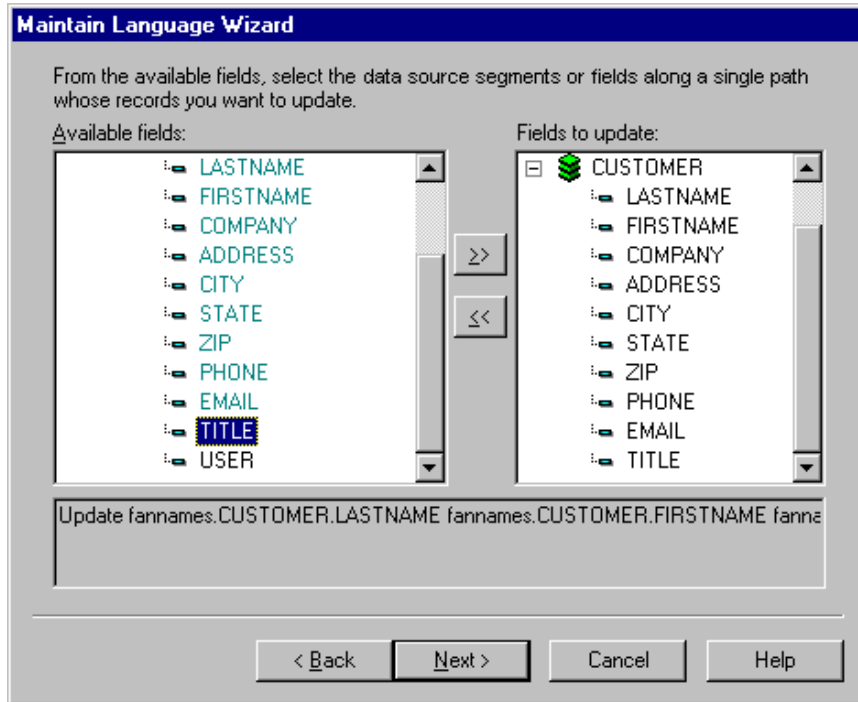 Maintain Language Wizard
From the available fields, select the data source segments or fields along a single path
whose records you want to update.
Available fields:
LASTNAME
FIRSTNAME
COMPANY
ADDRESS
CITY
STATE
ZIP
PHONE
EMAIL
TITLE
USER
>>
<<
Fields to update:
CUSTOMER
LASTNAME
FIRSTNAME
COMPANY
ADDRESS
CITY
STATE
ZIP
PHONE
EMAIL
TITLE
Update fannames.CUSTOMER.LASTNAME fannames.CUSTOMER.FIRSTNAME fanna
< Back
Next >
Cancel
Help